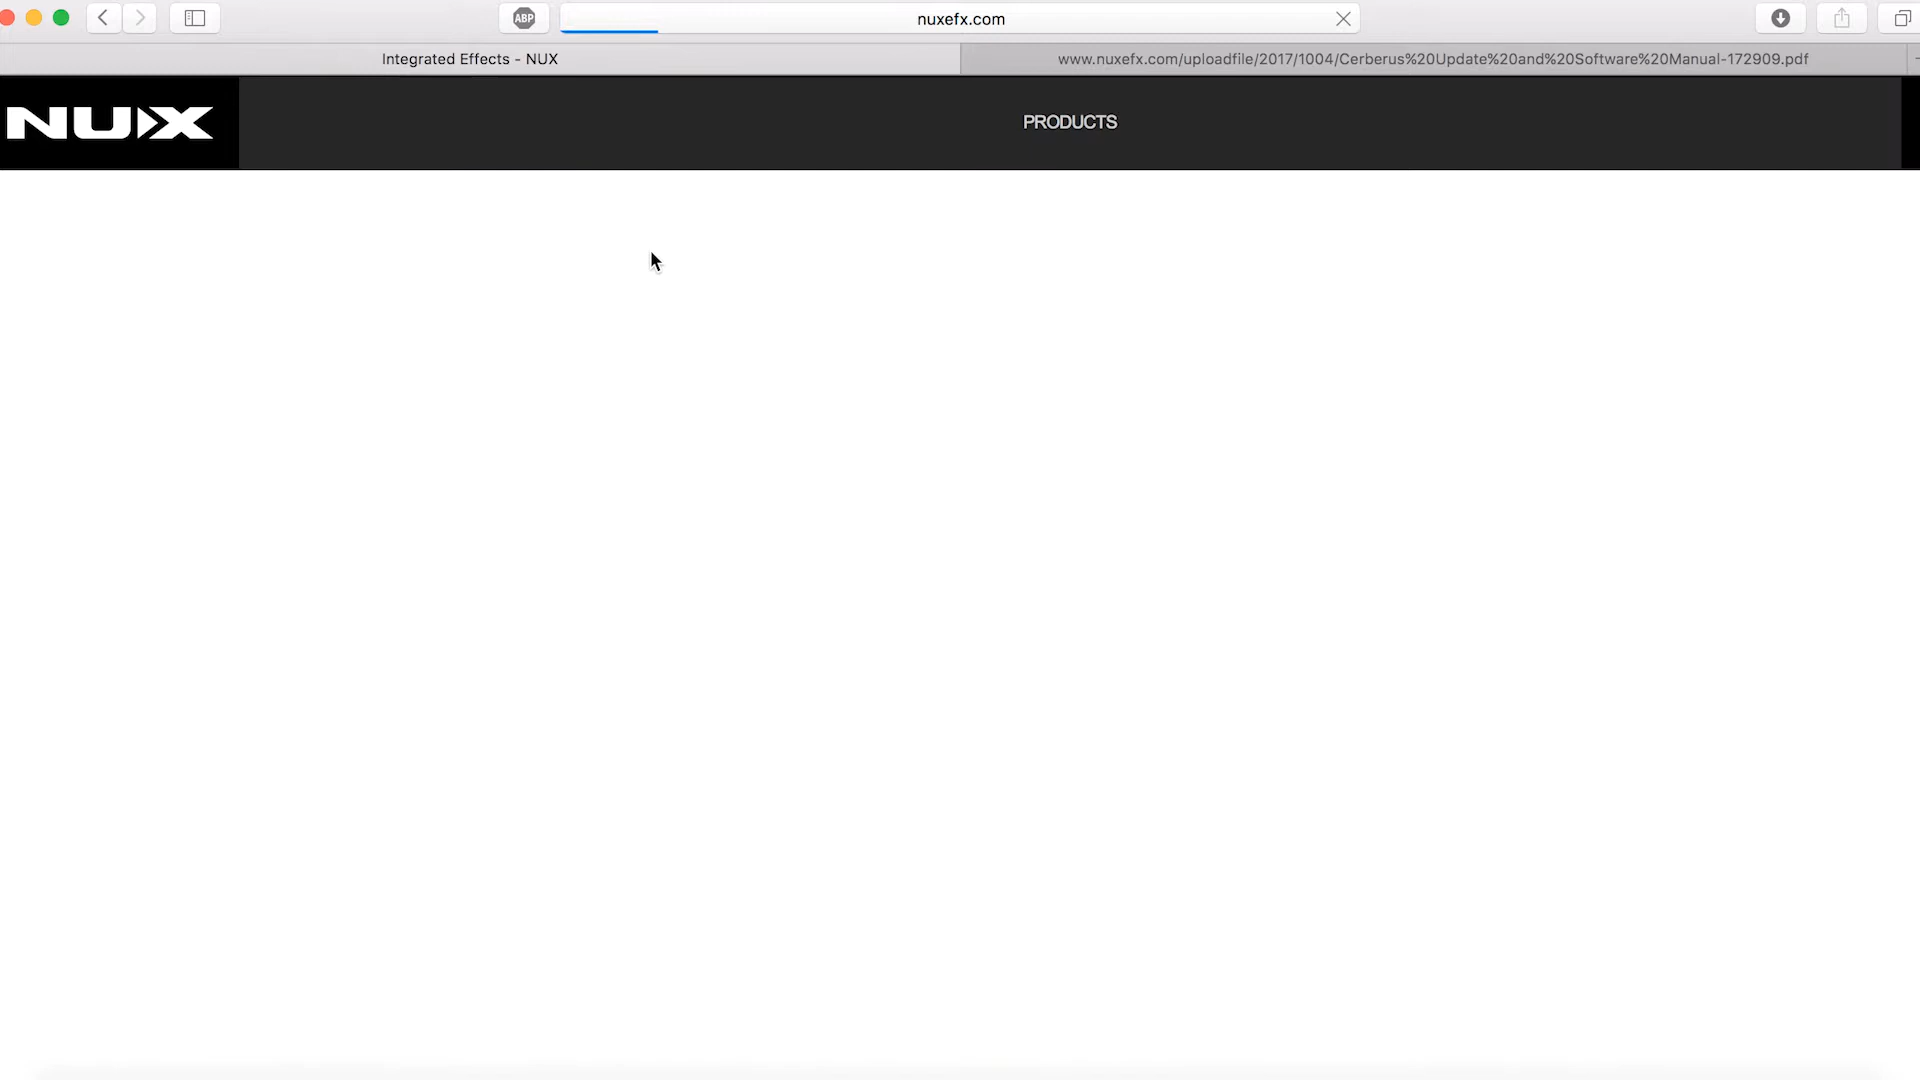 ABP
nuxefx.com
Integrated Effects - NUX
www.nuxefx.com/uploadfile/2017/1004/Cerberus%20Update%20and%20Software%20Manual-172909.pdf
NUX
PRODUCTS